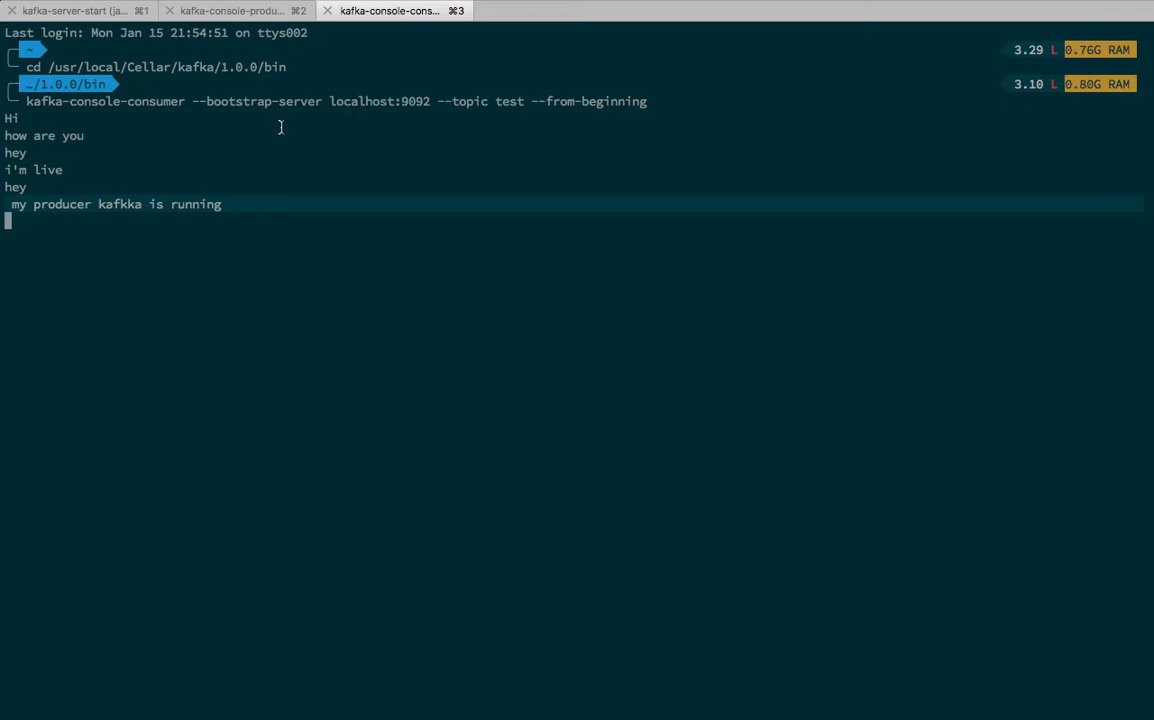 kafka-server-start (ja... ⌘1
kafka-console-produ... ⌘2
kafka-console-cons... ⌘3
Last login: Mon Jan 15 21:54:51 on ttys002
~ 3.29 L 0.76G RAM
cd /usr/local/Cellar/kafka/1.0.0/bin
…/1.0.0/bin 3.10 L 0.80G RAM
kafka-console-consumer --bootstrap-server localhost:9092 --topic test --from-beginning
Hi
how are you
hey
i'm live
hey
my producer kafkka is running